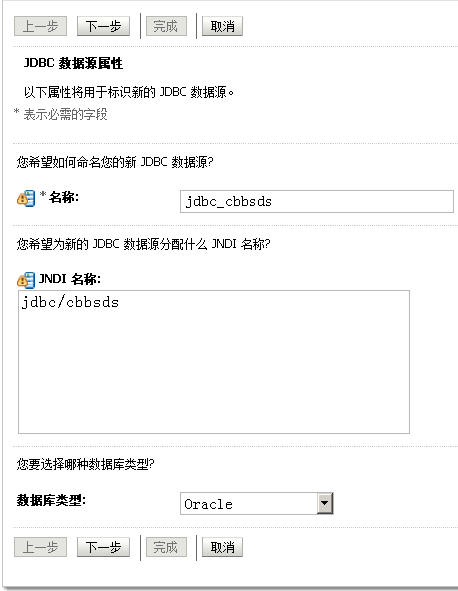 上一步 下一步 完成 取消
JDBC 数据源属性
以下属性将用于标识新的 JDBC 数据源。
* 表示必需的字段
您希望如何命名您的新 JDBC 数据源?
* 名称: jdbc_cbbsds
您希望为新的 JDBC 数据源分配什么 JNDI 名称?
JNDI 名称:
jdbc/cbbsds
您要选择哪种数据库类型?
数据库类型: Oracle
上一步 下一步 完成 取消